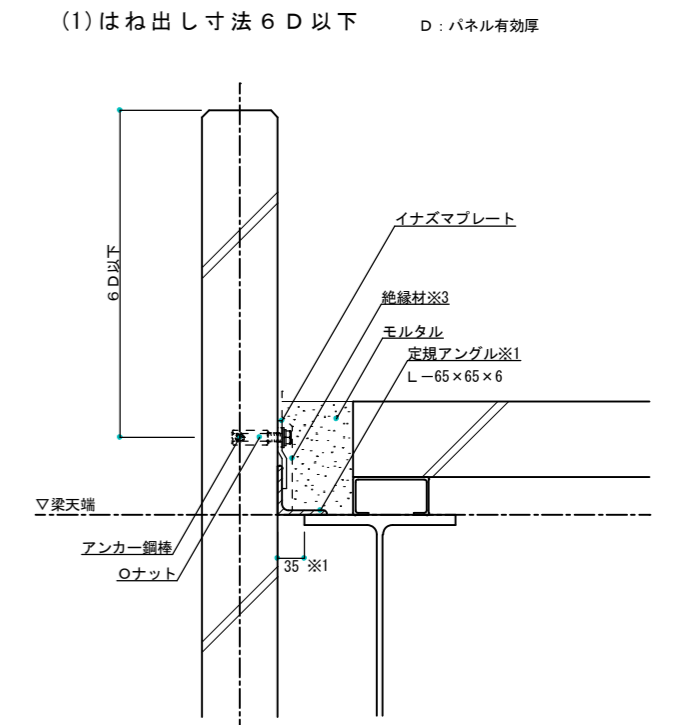 (1)はね出し寸法６Ｄ以下
Ｄ：パネル有効厚
イナズマプレート
６Ｄ以下
絶縁材※3
モルタル
定規アングル※1
Ｌ－65×65×6
▽梁天端
アンカー鋼棒
Ｏナット
35 ※1